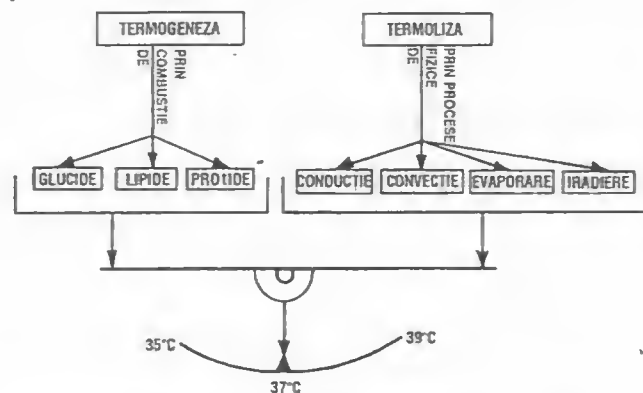 TERMOGENEZA
PRIN
COMBUSTIE
DE
GLUCIDE
LIPIDE
PROTIDE
TERMOLIZA
PRIN PROCESE
FIZICE
DE
CONDUCTIE
CONVECTIE
EVAPORARE
IRADIERE
35°C
39°C
37°C